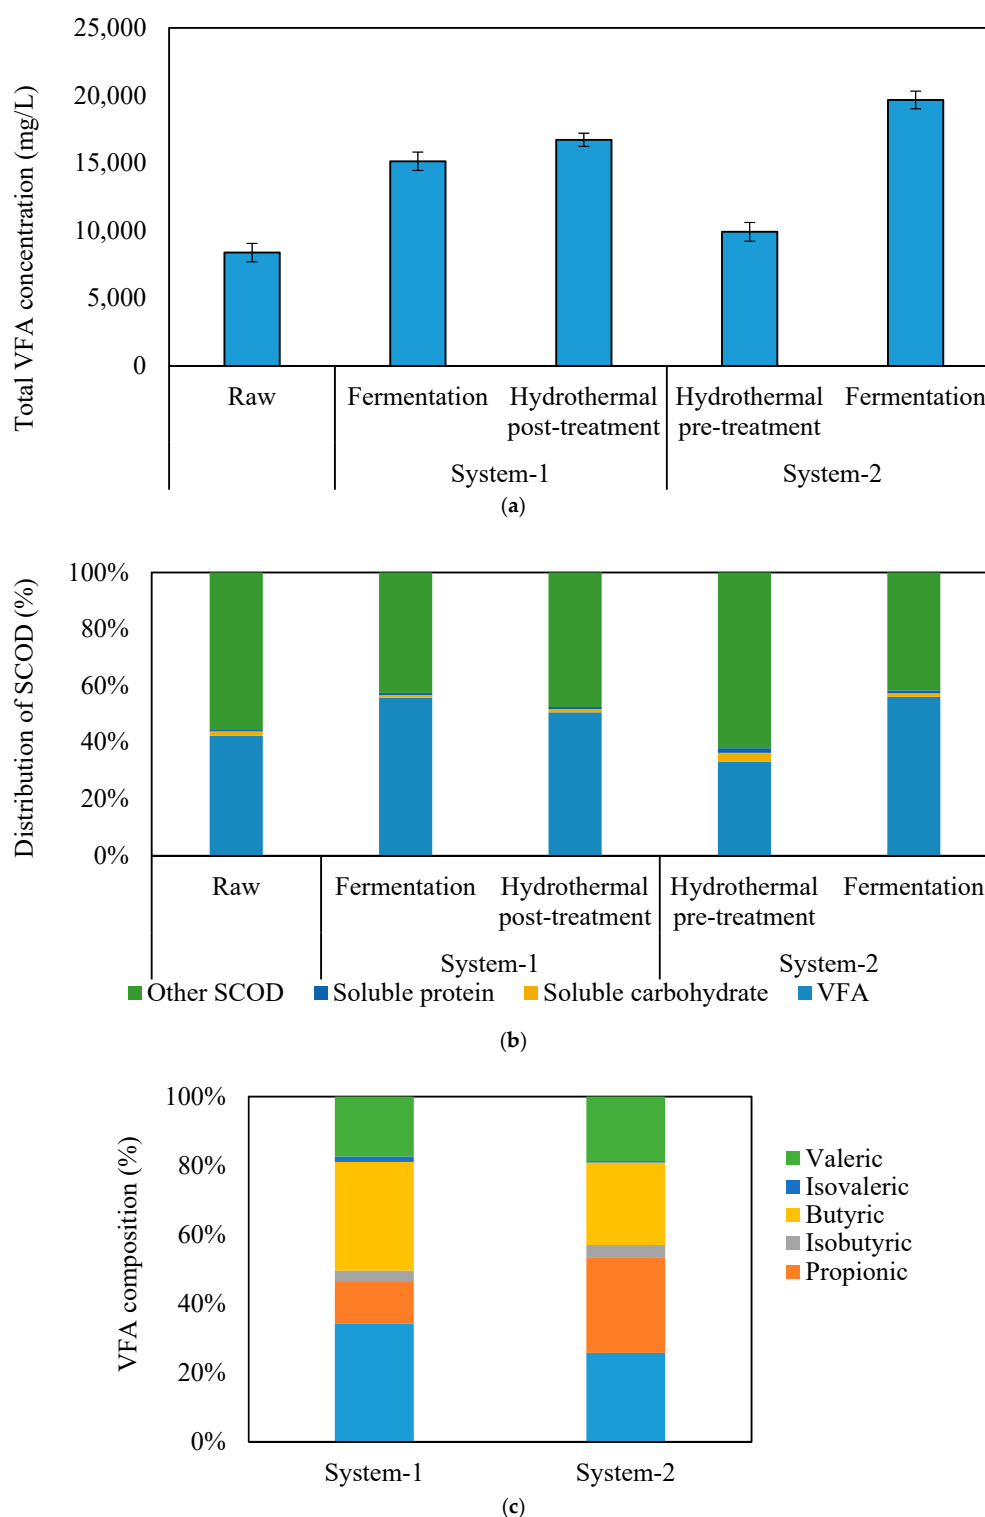 25,000
20,000
15,000
10,000
5,000
0
Total VFA concentration (mg/L)
Raw
Fermentation
Hydrothermal
post-treatment
Hydrothermal
pre-treatment
Fermentation
System-1
System-2
(a)
100%
80%
60%
40%
20%
0%
Distribution of SCOD (%)
Raw
Fermentation
Hydrothermal
post-treatment
Hydrothermal
pre-treatment
Fermentation
System-1
System-2
Other SCOD
Soluble protein
Soluble carbohydrate
VFA
(b)
100%
80%
60%
40%
20%
0%
VFA composition (%)
Valeric
Isovaleric
Butyric
Isobutyric
Propionic
System-1
System-2
(c)